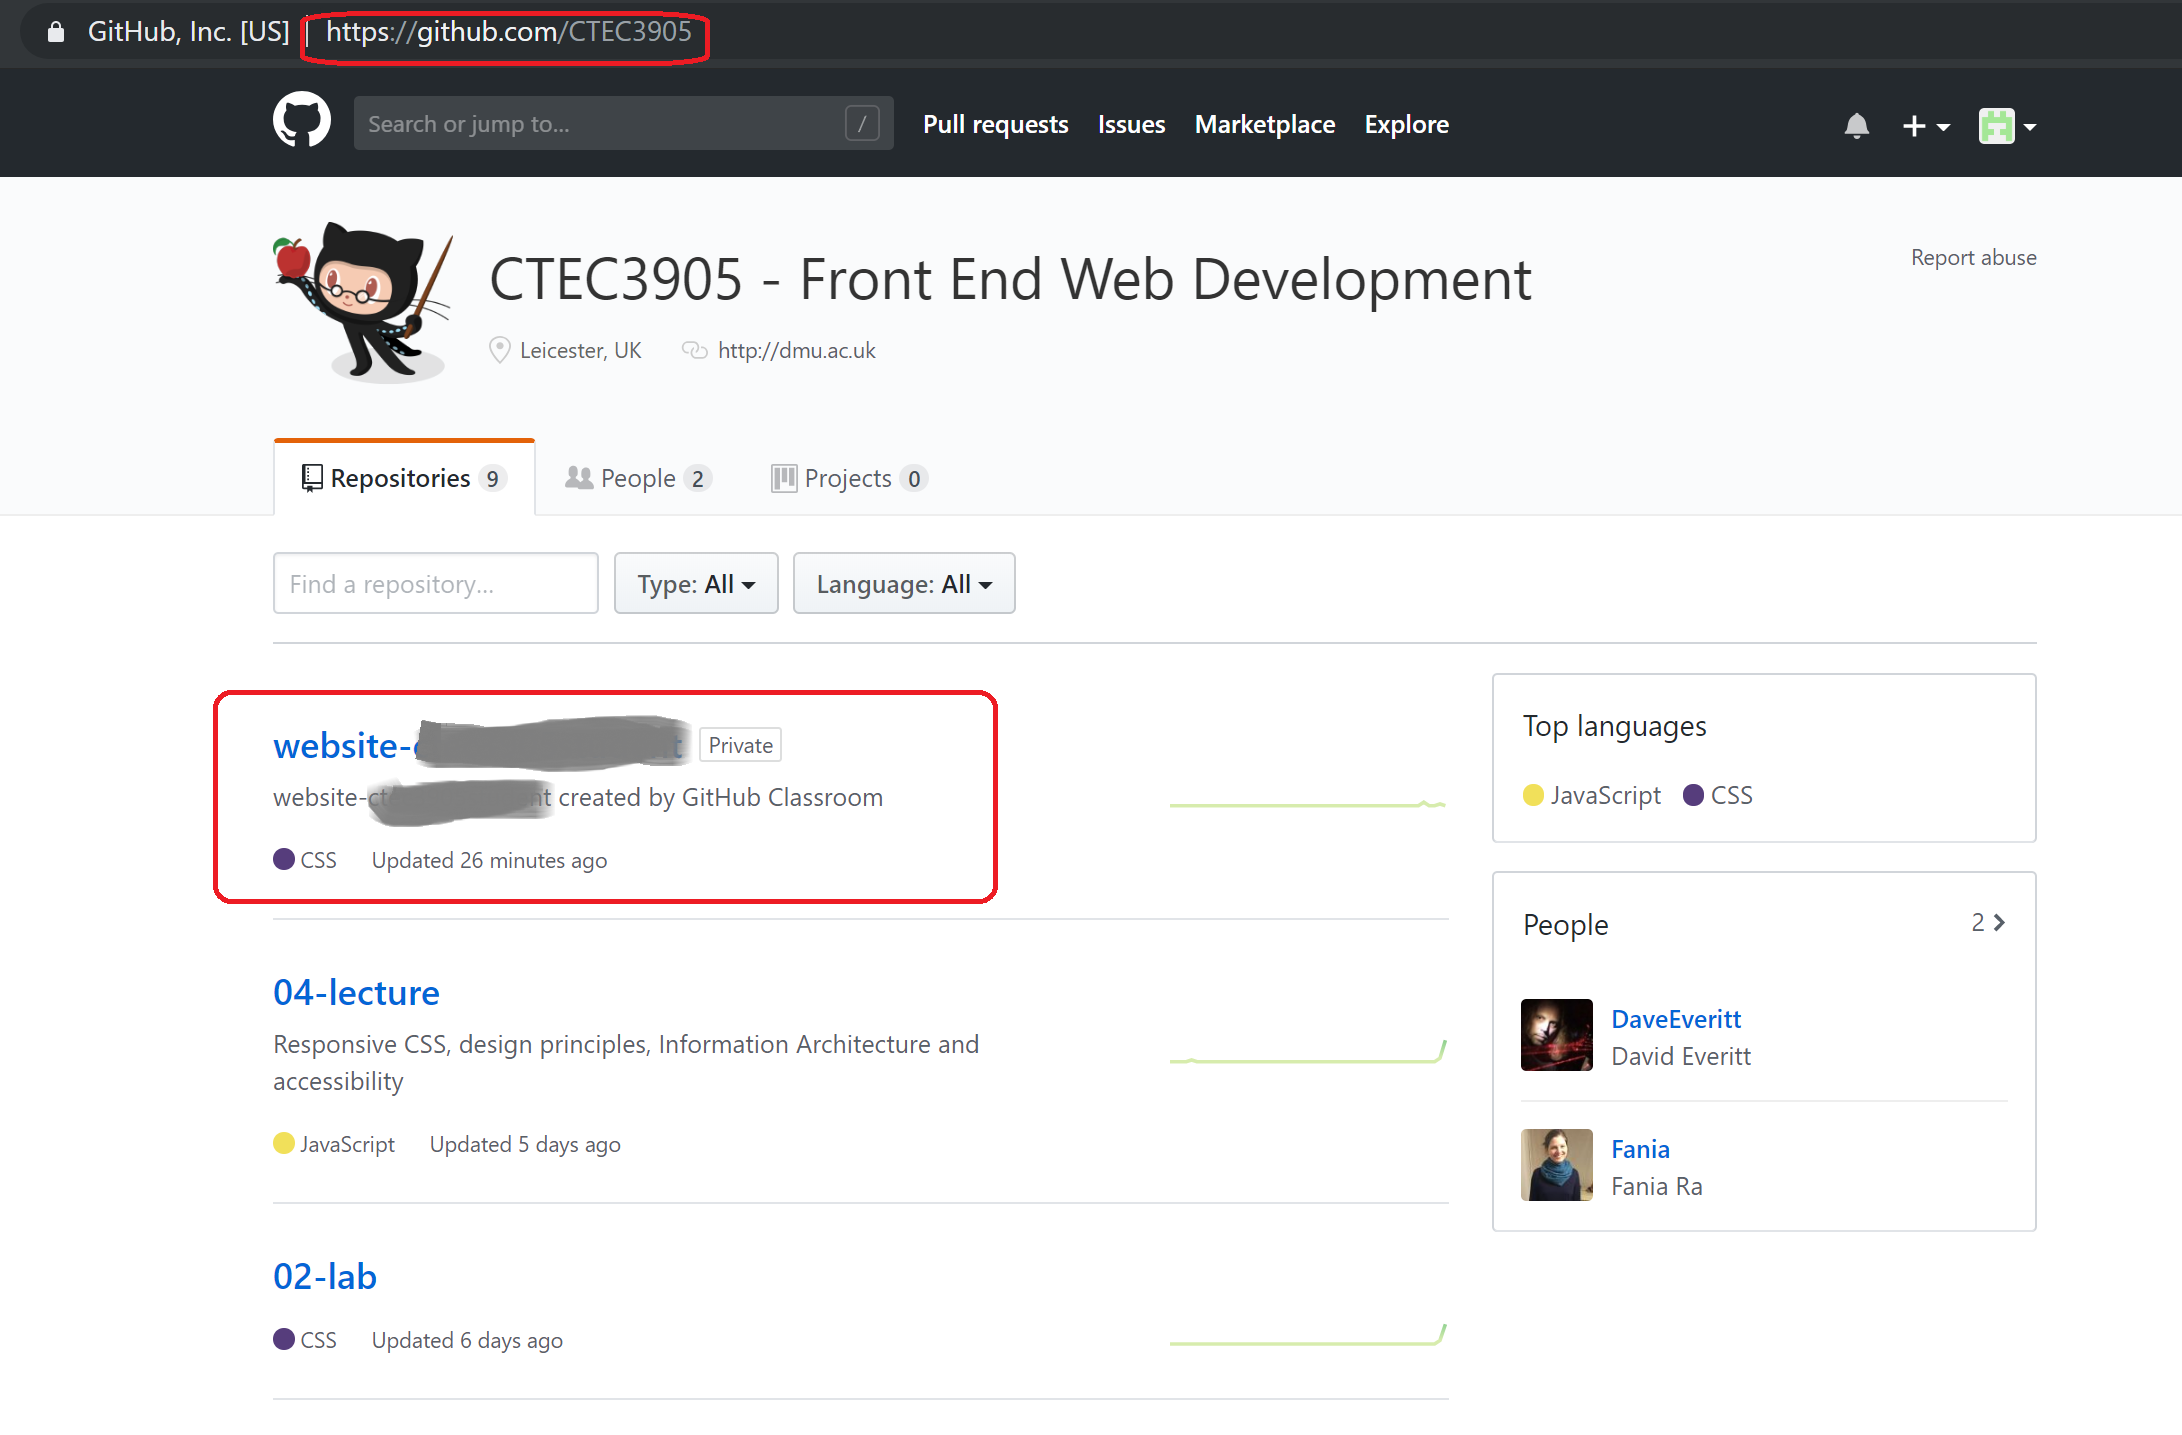 GitHub, Inc. [US] | https://github.com/CTEC3905
Search or jump to... /
Pull requests Issues Marketplace Explore
CTEC3905 - Front End Web Development
Report abuse
Leicester, UK http://dmu.ac.uk
Repositories 9 People 2 Projects 0
Find a repository... Type: All Language: All
website- Private
website- created by GitHub Classroom
CSS Updated 26 minutes ago
04-lecture
Responsive CSS, design principles, Information Architecture and
accessibility
JavaScript Updated 5 days ago
02-lab
CSS Updated 6 days ago
Top languages
JavaScript CSS
People 2
DaveEveritt
David Everitt
Fania
Fania Ra